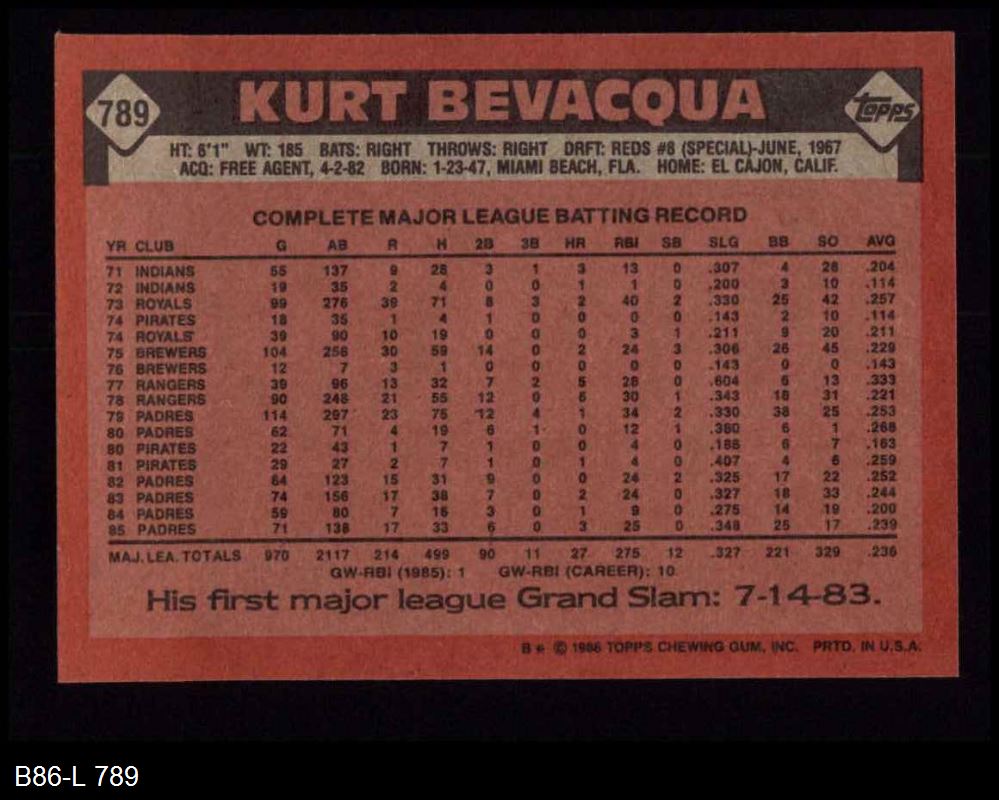 789 KURT BEVACQUA TOPPS
HT: 6'1" WT: 185 BATS: RIGHT THROWS: RIGHT DRFT: REDS #8 (SPECIAL)-JUNE, 1967
ACQ: FREE AGENT, 4-2-82 BORN: 1-23-47, MIAMI BEACH, FLA. HOME: EL CAJON, CALIF.
COMPLETE MAJOR LEAGUE BATTING RECORD
YR CLUB G AB R H 2B 3B HR RBI SB SLG BB SO AVG
71 INDIANS 55 137 9 28 3 1 3 13 0 .307 4 28 .204
72 INDIANS 19 35 2 4 0 0 1 1 0 .200 3 10 .114
73 ROYALS 99 276 39 71 8 3 2 40 2 .330 25 42 .257
74 PIRATES 18 35 1 4 1 0 0 0 0 .143 2 10 .114
74 ROYALS 39 90 10 19 0 0 0 3 1 .211 9 20 .211
75 BREWERS 104 258 30 59 14 0 2 24 3 .306 26 45 .229
76 BREWERS 12 7 3 1 0 0 0 0 0 .143 0 0 .143
77 RANGERS 39 96 13 32 7 2 5 28 0 .604 6 13 .333
78 RANGERS 90 248 21 55 12 0 6 30 1 .343 18 31 .221
79 PADRES 114 297 23 75 12 4 1 34 2 .330 38 25 .253
80 PADRES 62 71 4 19 6 1 0 12 1 .380 6 1 .268
80 PIRATES 22 43 1 7 1 0 0 4 0 .186 6 7 .163
81 PIRATES 29 27 2 7 1 0 1 4 0 .407 4 6 .259
82 PADRES 64 123 15 31 9 0 0 24 2 .325 17 22 .252
83 PADRES 74 156 17 38 7 0 2 24 0 .327 18 33 .244
84 PADRES 59 80 7 16 3 0 1 9 0 .275 14 19 .200
85 PADRES 71 138 17 33 6 0 3 25 0 .348 25 17 .239
MAJ. LEA. TOTALS 970 2117 214 499 90 11 27 275 12 .327 221 329 .236
GW-RBI (1985): 1 GW-RBI (CAREER): 10
His first major league Grand Slam: 7-14-83.
B* © 1986 TOPPS CHEWING GUM, INC. PRTD. IN U.S.A.
B86-L 789